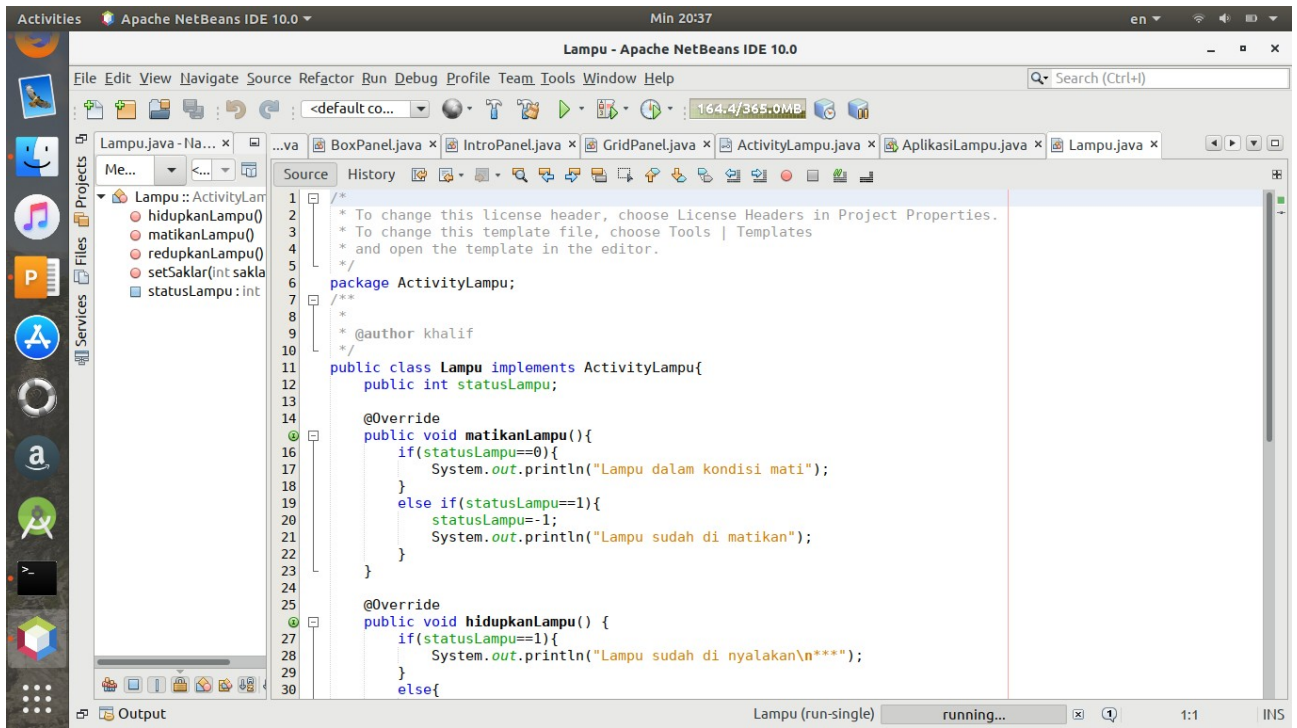 Activities Apache NetBeans IDE 10.0 Min 20:37 en
Lampu - Apache NetBeans IDE 10.0
File Edit View Navigate Source Refactor Run Debug Profile Team Tools Window Help Search (Ctrl+I)
<default co... 164.4/365.0MB
Lampu.java - Na... × ...va BoxPanel.java × IntroPanel.java × GridPanel.java × ActivityLampu.java × AplikasiLampu.java × Lampu.java ×
Me... <... Source History
Projects
Files
Services
Lampu :: ActivityLam
hidupkanLampu()
matikanLampu()
redupkanLampu()
setSaklar(int sakla
statusLampu : int
1 /*
2 * To change this license header, choose License Headers in Project Properties.
3 * To change this template file, choose Tools | Templates
4 * and open the template in the editor.
5 */
6 package ActivityLampu;
7 /**
8 *
9 * @author khalif
10 */
11 public class Lampu implements ActivityLampu{
12 public int statusLampu;
13
14 @Override
public void matikanLampu(){
16 if(statusLampu==0){
17 System.out.println("Lampu dalam kondisi mati");
18 }
19 else if(statusLampu==1){
20 statusLampu=-1;
21 System.out.println("Lampu sudah di matikan");
22 }
23 }
24
25 @Override
public void hidupkanLampu() {
27 if(statusLampu==1){
28 System.out.println("Lampu sudah di nyalakan\n***");
29 }
30 else{
Output Lampu (run-single) running... 1 1:1 INS